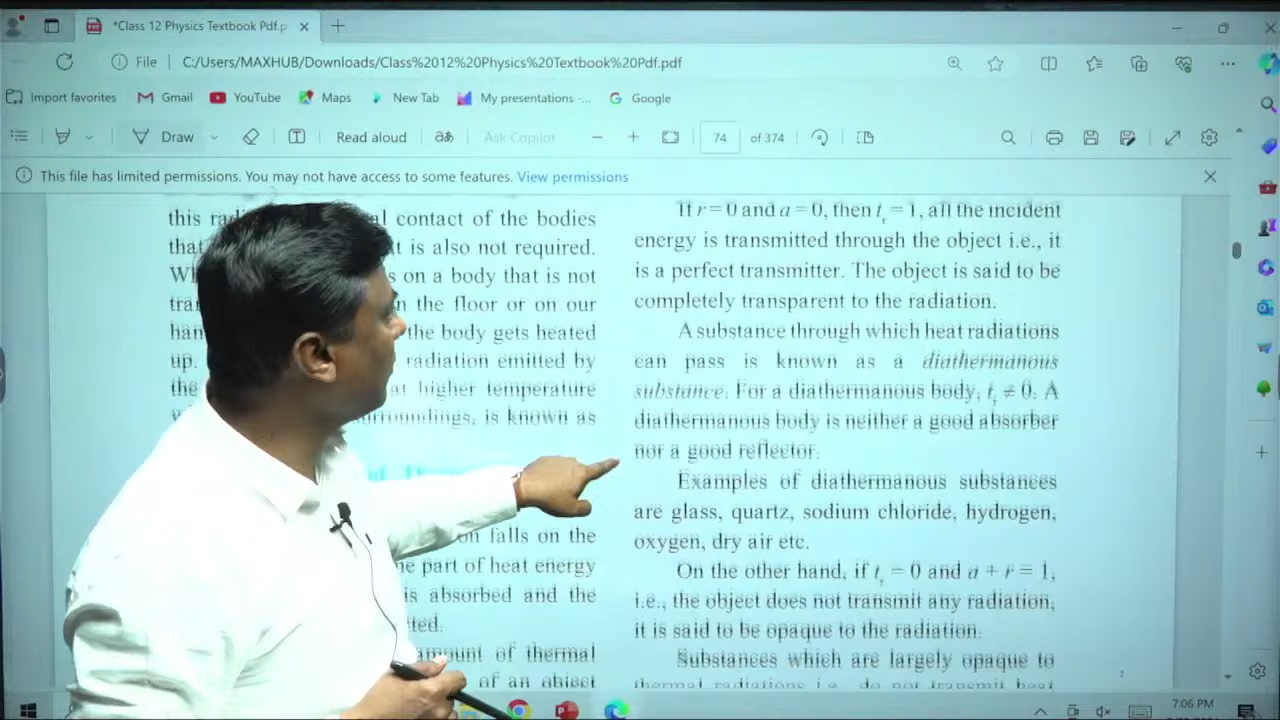 *Class 12 Physics Textbook Pdf.p
File
C:/Users/MAXHUB/Downloads/Class%2012%20Physics%20Textbook%20Pdf.pdf
Import favorites
Gmail
YouTube
Maps
New Tab
My presentations -...
Google
Draw
Read aloud
Ask Copilot
74
of 374
This file has limited permissions. You may not have access to some features. View permissions
this contact of the bodies
that is also not required.
on a body that is not
the floor or on our
the body gets heated
up. radiation emitted by
the at higher temperature
is known as
falls on the
part of heat energy
is absorbed and the
amount of thermal
of an object
If r = 0 and a = 0, then tr = 1, all the incident
energy is transmitted through the object i.e., it
is a perfect transmitter. The object is said to be
completely transparent to the radiation.
A substance through which heat radiations
can pass is known as a diathermanous
substance. For a diathermanous body, tr ≠ 0. A
diathermanous body is neither a good absorber
nor a good reflector.
Examples of diathermanous substances
are glass, quartz, sodium chloride, hydrogen,
oxygen, dry air etc.
On the other hand, if tr = 0 and a + r = 1,
i.e., the object does not transmit any radiation,
it is said to be opaque to the radiation.
Substances which are largely opaque to
thermal radiations i.e., do not transmit heat
7:06 PM